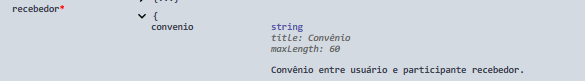 recebedor*
{
convenio string
title: Convênio
maxLength: 60
Convênio entre usuário e participante recebedor.